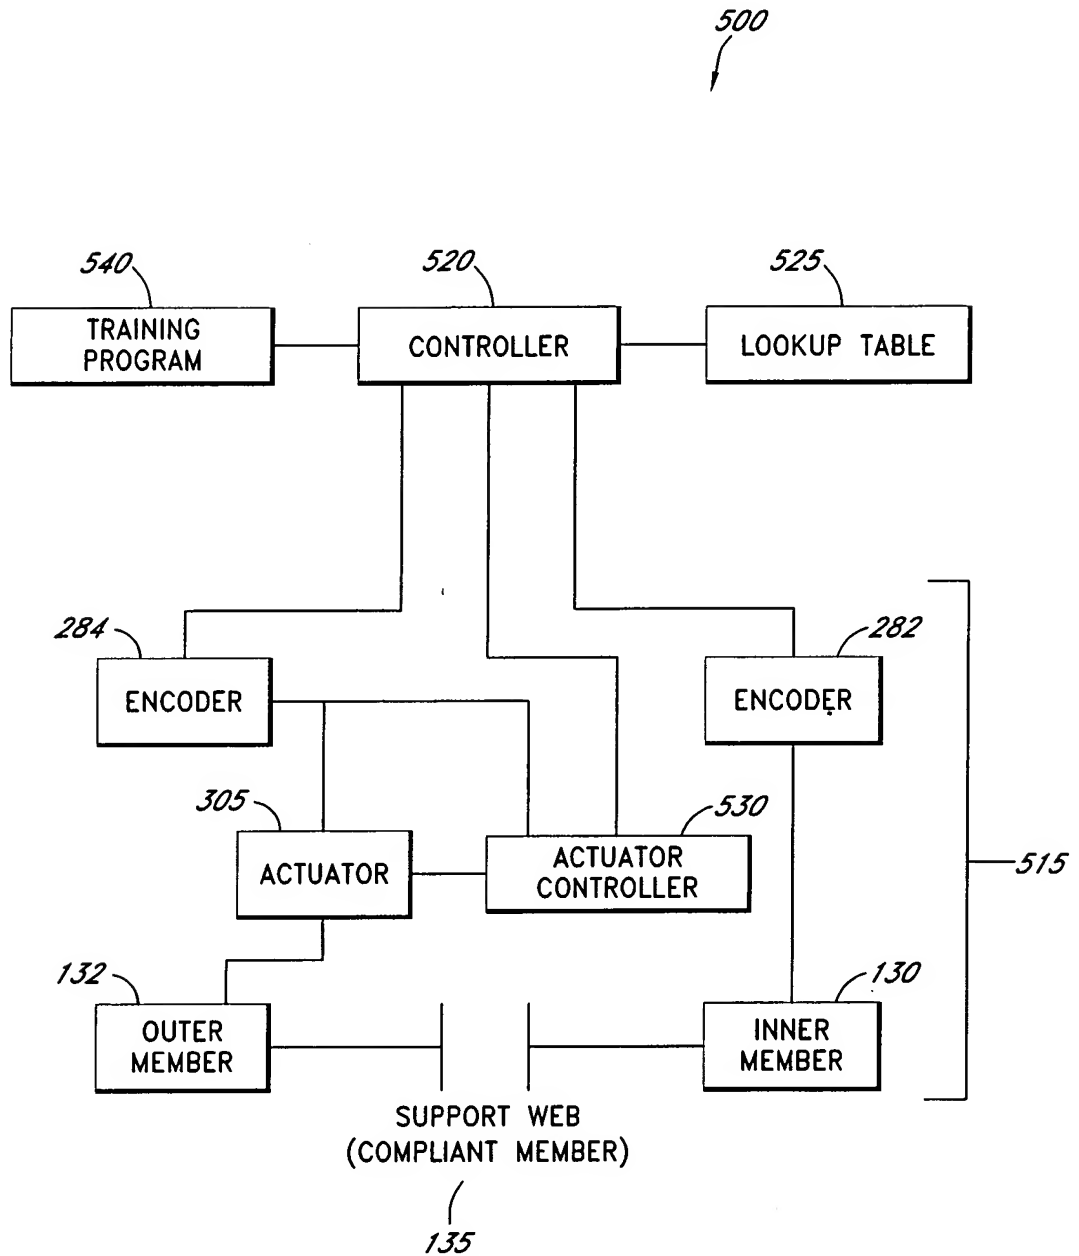 500
540
520
525
TRAINING
PROGRAM
CONTROLLER
LOOKUP TABLE
284
282
ENCODER
ENCODER
305
530
ACTUATOR
ACTUATOR
CONTROLLER
515
132
130
OUTER
MEMBER
INNER
MEMBER
SUPPORT WEB
(COMPLIANT MEMBER)
135